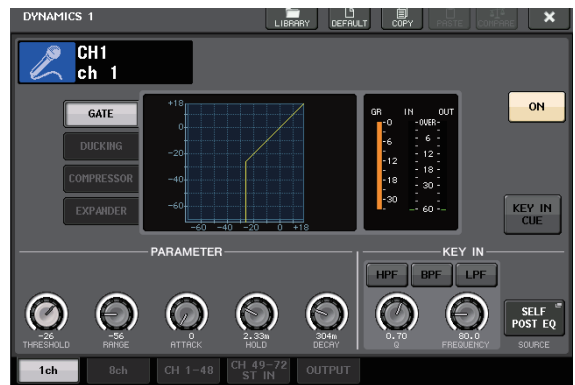 DYNAMICS 1
LIBRARY DEFAULT COPY PASTE COMPARE
CH1
ch 1
GATE
DUCKING
COMPRESSOR
EXPANDER
+18
0
-20
-40
-60
-60 -40 -20 0 +18
GR IN OUT
-0 -OVER-
-6 - 6 -
-12 - 12 -
-18 - 18 -
- 30 -
-30
-- 60 --
ON
KEY IN
CUE
PARAMETER
KEY IN
HPF BPF LPF
-26 -56 0 2.33m 304m
THRESHOLD RANGE ATTACK HOLD DECAY
0.70 80.0
Q FREQUENCY
SELF
POST EQ
SOURCE
1ch 8ch CH 1-48 CH 49-72
ST IN OUTPUT